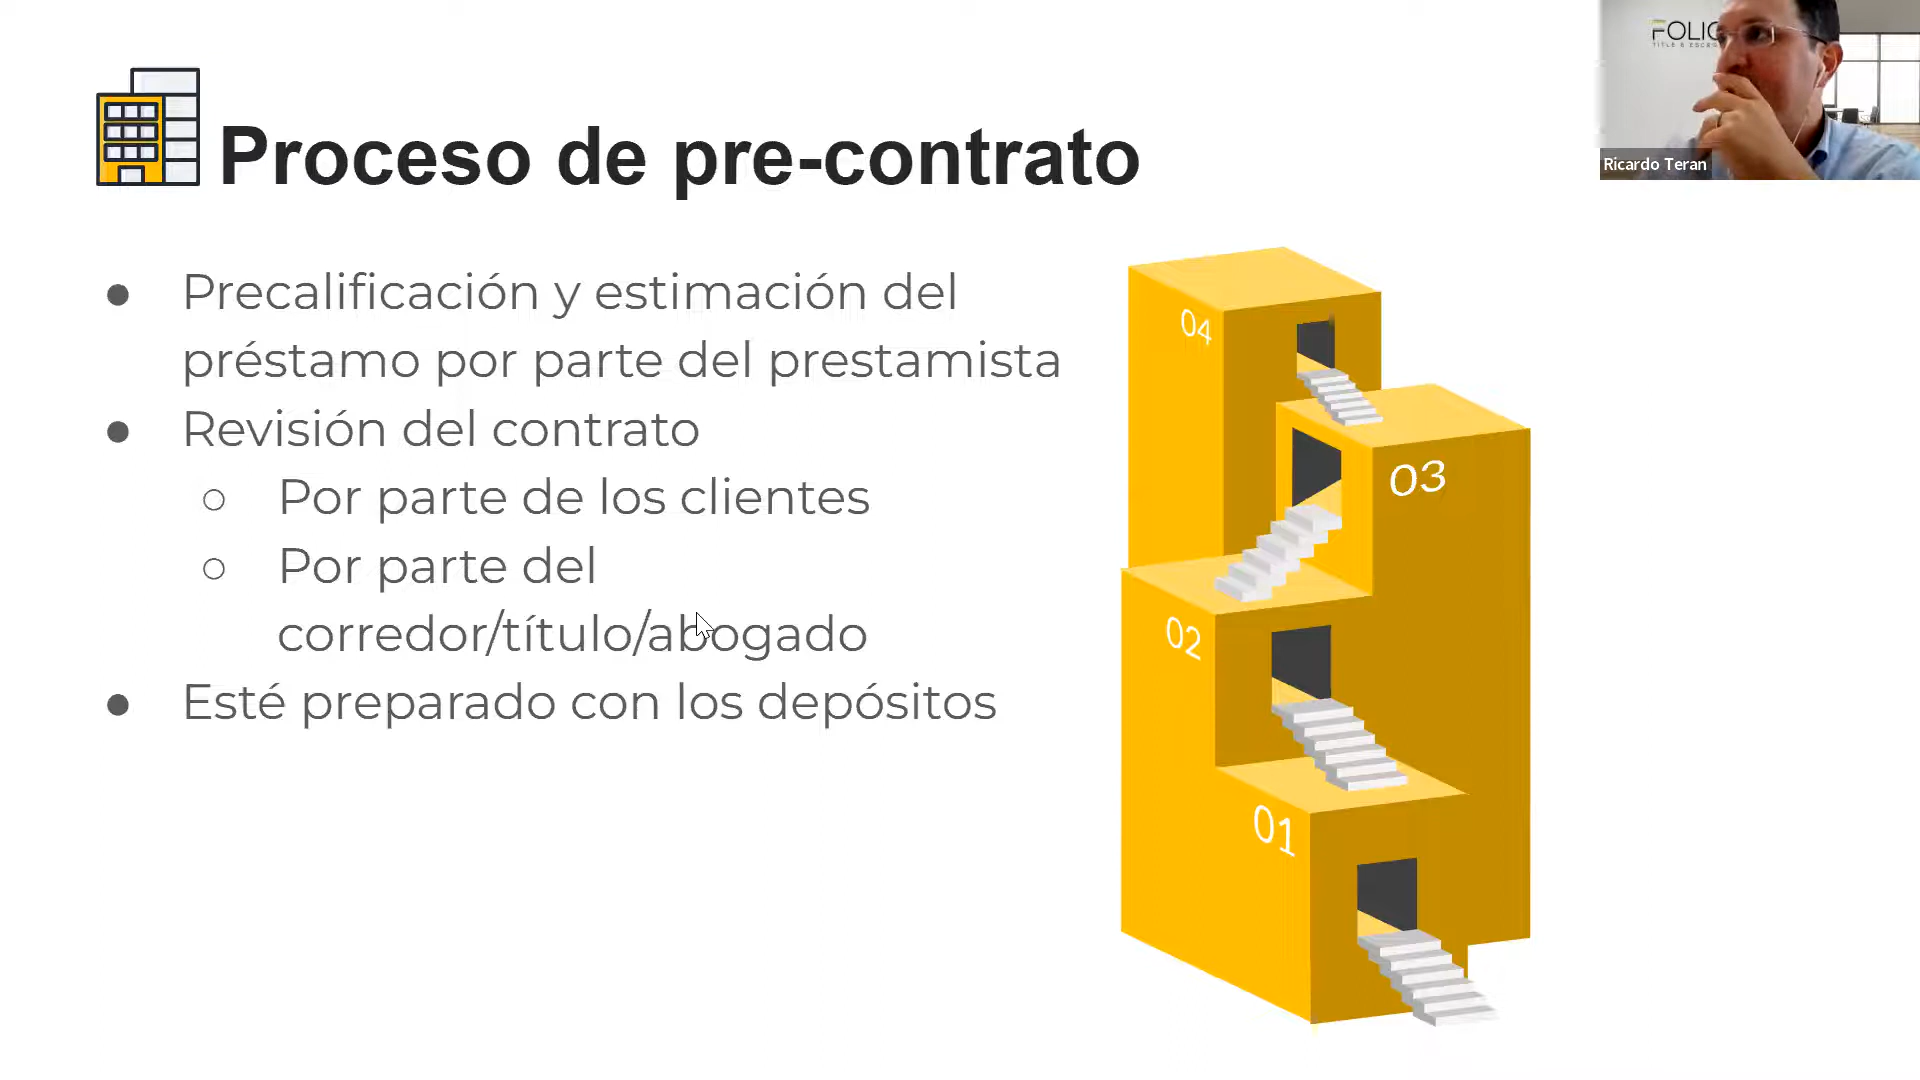 Proceso de pre-contrato
● Precalificación y estimación del
préstamo por parte del prestamista
● Revisión del contrato
○ Por parte de los clientes
○ Por parte del
corredor/título/abogado
● Esté preparado con los depósitos
04
03
02
01
Ricardo Teran